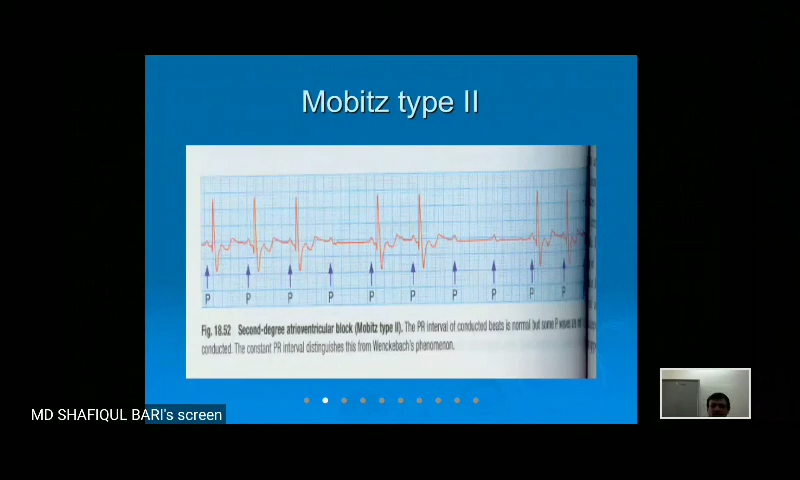 Mobitz type II
P P P P P P P P P P
Fig. 18.52 Second-degree atrioventricular block (Mobitz type II). The PR interval of conducted beats is normal but some P waves
conducted. The constant PR interval distinguishes this from Wenckebach's phenomenon.
MD SHAFIQUL BARI's screen